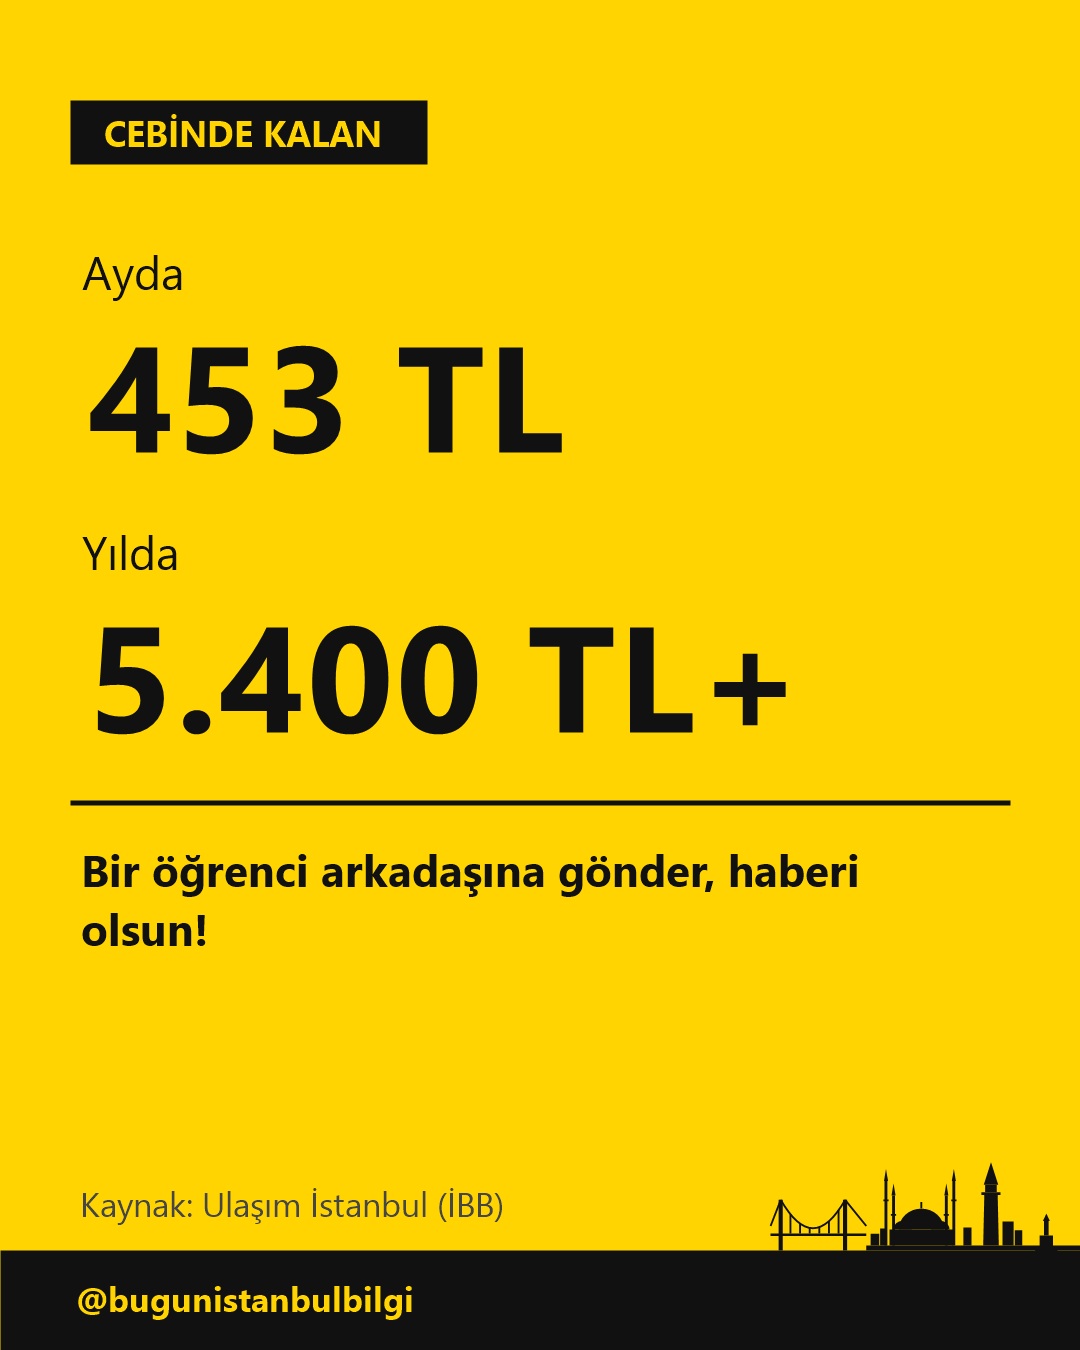 CEBİNDE KALAN
Ayda
453 TL
Yılda
5.400 TL+
Bir öğrenci arkadaşına gönder, haberi
olsun!
Kaynak: Ulaşım İstanbul (İBB)
@bugunistanbulbilgi